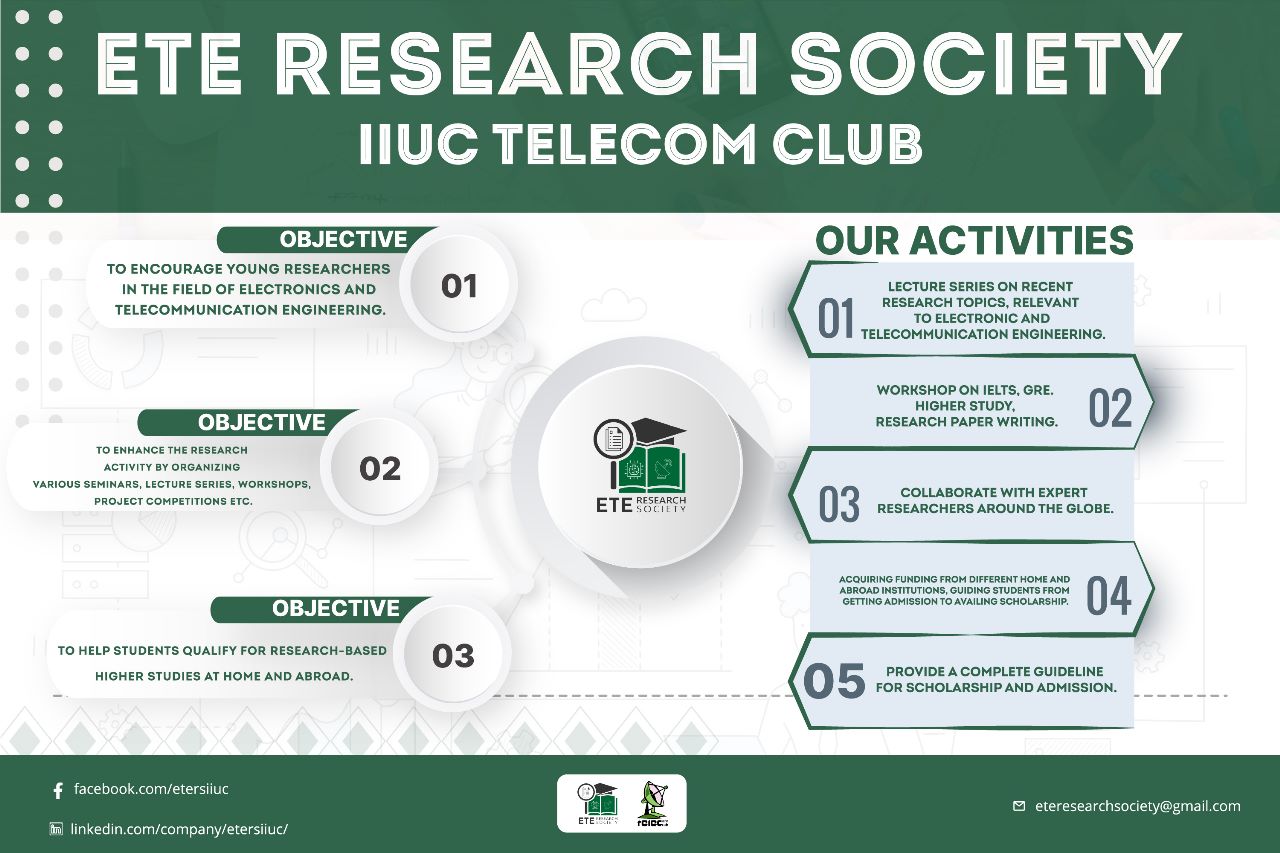 ETE RESEARCH SOCIETY
IIUC TELECOM CLUB
OBJECTIVE
01
TO ENCOURAGE YOUNG RESEARCHERS
IN THE FIELD OF ELECTRONICS AND
TELECOMMUNICATION ENGINEERING.
OBJECTIVE
02
TO ENHANCE THE RESEARCH
ACTIVITY BY ORGANIZING
VARIOUS SEMINARS, LECTURE SERIES, WORKSHOPS,
PROJECT COMPETITIONS ETC.
OBJECTIVE
03
TO HELP STUDENTS QUALIFY FOR RESEARCH-BASED
HIGHER STUDIES AT HOME AND ABROAD.
ETE RESEARCH
SOCIETY
OUR ACTIVITIES
01
LECTURE SERIES ON RECENT
RESEARCH TOPICS, RELEVANT
TO ELECTRONIC AND
TELECOMMUNICATION ENGINEERING.
WORKSHOP ON IELTS, GRE.
HIGHER STUDY,
RESEARCH PAPER WRITING.
02
03
COLLABORATE WITH EXPERT
RESEARCHERS AROUND THE GLOBE.
ACQUIRING FUNDING FROM DIFFERENT HOME AND
ABROAD INSTITUTIONS, GUIDING STUDENTS FROM
GETTING ADMISSION TO AVAILING SCHOLARSHIP.
04
05
PROVIDE A COMPLETE GUIDELINE
FOR SCHOLARSHIP AND ADMISSION.
facebook.com/etersiiuc
linkedin.com/company/etersiiuc/
ETE RESEARCH
SOCIETY
eteresearchsociety@gmail.com